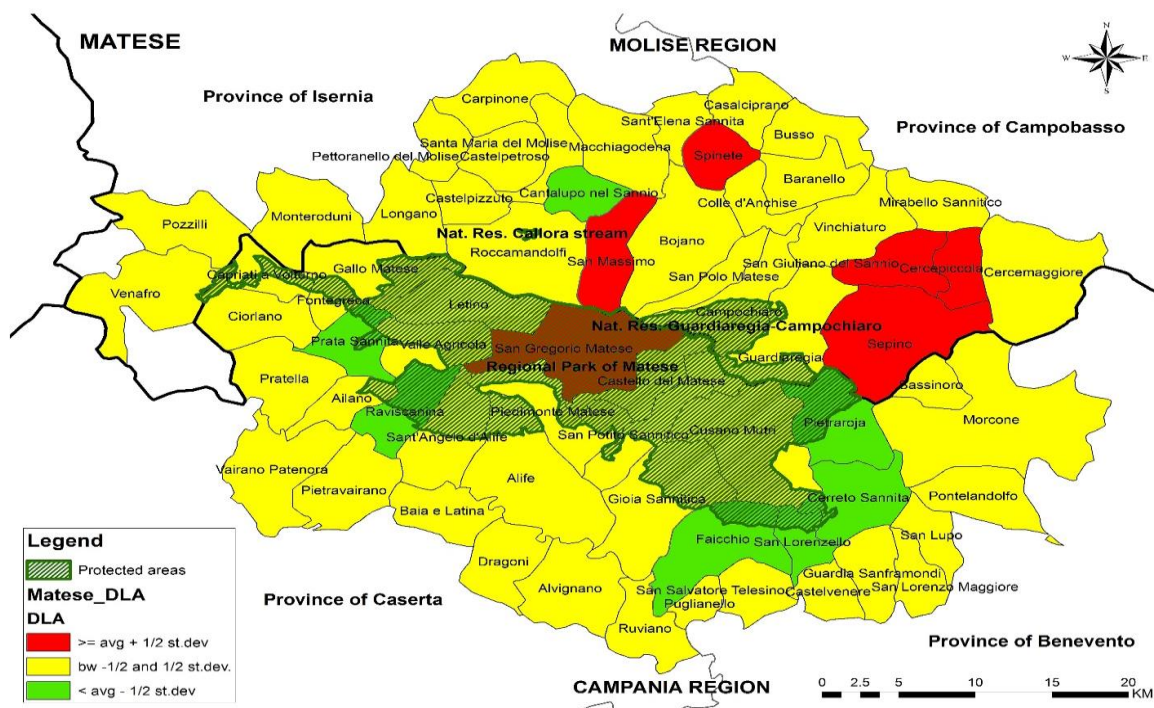 MATESE
MOLISE REGION
N
W
E
S
Province of Isernia
Carpinone
Casalciprano
Sant'Elena Sannita
Busso
Province of Campobasso
Santa Maria del Molise
Macchiagodena
Pettoranello del Molise
Castelpetroso
Spinete
Baranello
Castelpizzuto
Cantalupo nel Sannio
Colle d'Anchise
Mirabello Sannitico
Pozzilli
Monteroduni
Longano
Nat. Res. Callora stream
Vinchiaturo
Roccamandolfi
Bojano
San Massimo
San Giuliano del Sannio
Cercepiccola
Cercemaggiore
Capriati a Volturno
Gallo Matese
San Polo Matese
Venafro
Fontegreca
Letino
Ciorlano
Campochiaro
Nat. Res. Guardiaregia-Campochiaro
Prata Sannita
Valle Agricola
San Gregorio Matese
Guardiaregia
Sepino
Pratella
Regional Park of Matese
Castello del Matese
Sassinoro
Ailano
Raviscanina
Piedimonte Matese
Morcone
Sant'Angelo d'Alife
San Potito Sannitico
Cusano Mutri
Pietraroja
Vairano Patenora
Alife
Pietravairano
Gioia Sannitica
Cerreto Sannita
Pontelandolfo
Baia e Latina
Faicchio
San Lorenzello
San Lupo
Dragoni
Guardia Sanframondi
Alvignano
San Salvatore Telesino
Castelvenere
San Lorenzo Maggiore
Puglianello
Ruviano
Province of Caserta
Province of Benevento
CAMPANIA REGION
Legend
Protected areas
Matese_DLA
DLA
>= avg + 1/2 st.dev
bw -1/2 and 1/2 st.dev.
< avg - 1/2 st.dev
0 2.5 5 10 15 20
KM